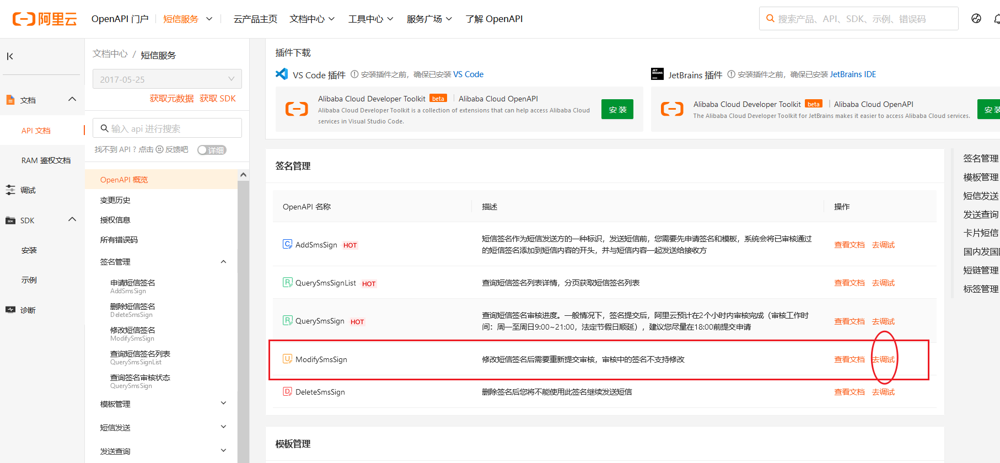 阿里云 OpenAPI 门户 短信服务 云产品主页 文档中心 工具中心 服务广场 了解 OpenAPI 搜索产品、API、SDK、示例、错误码
文档
API 文档
RAM 鉴权文档
调试
SDK
安装
示例
诊断
文档中心 / 短信服务
2017-05-25
获取元数据 获取 SDK
输入 api 进行搜索
找不到 API ? 点击 反馈吧 详细
OpenAPI 概览
变更历史
授权信息
所有错误码
签名管理
申请短信签名
AddSmsSign
删除短信签名
DeleteSmsSign
修改短信签名
ModifySmsSign
查询短信签名列表
QuerySmsSignList
查询签名审核状态
QuerySmsSign
模板管理
短信发送
发送查询
插件下载
VS Code 插件 安装插件之前，确保已安装 VS Code
Alibaba Cloud Developer Toolkit beta Alibaba Cloud OpenAPI
Alibaba Cloud Developer Toolkit is a collection of extensions that can help access Alibaba Cloud
services in Visual Studio Code.
安装
JET BRAINS JetBrains 插件 安装插件之前，确保已安装 JetBrains IDE
Alibaba Cloud Developer Toolkit beta Alibaba Cloud OpenAPI
The Alibaba Cloud Developer Toolkit for JetBrains makes it easier to access Alibaba Cloud services.
安装
签名管理
OpenAPI 名称 描述 操作
AddSmsSign HOT 短信签名作为短信发送方的一种标识，发送短信前，您需要先申请签名和模板，系统会将已审核通过
的短信签名添加到短信内容的开头，并与短信内容一起发送给接收方 查看文档 去调试
QuerySmsSignList HOT 查询短信签名列表详情，分页获取短信签名列表 查看文档 去调试
QuerySmsSign HOT 查询短信签名审核进度。一般情况下，签名提交后，阿里云预计在2个小时内审核完成（审核工作时
间：周一至周日9:00~21:00，法定节假日顺延），建议您尽量在18:00前提交申请 查看文档 去调试
ModifySmsSign 修改短信签名后需要重新提交审核，审核中的签名不支持修改 查看文档 去调试
DeleteSmsSign 删除签名后您将不能使用此签名继续发送短信 查看文档 去调试
模板管理
签名管理
模板管理
短信发送
发送查询
卡片短信
国内发国
短链管理
标签管理